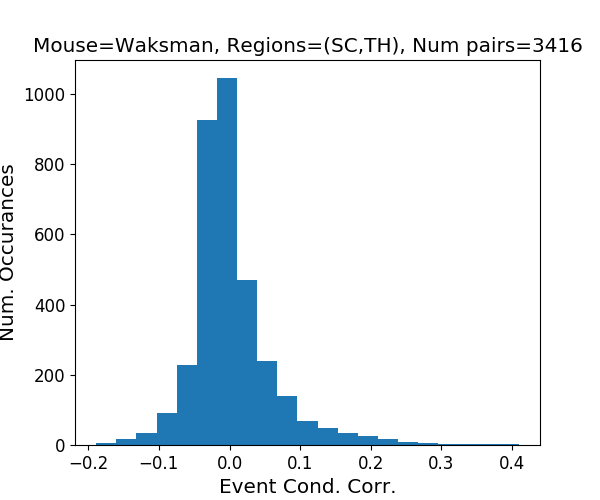 Mouse=Waksman, Regions=(SC,TH), Num pairs=3416
1000
800
600
400
200
0
Num. Occurances
−0.2 −0.1 0.0 0.1 0.2 0.3 0.4
Event Cond. Corr.